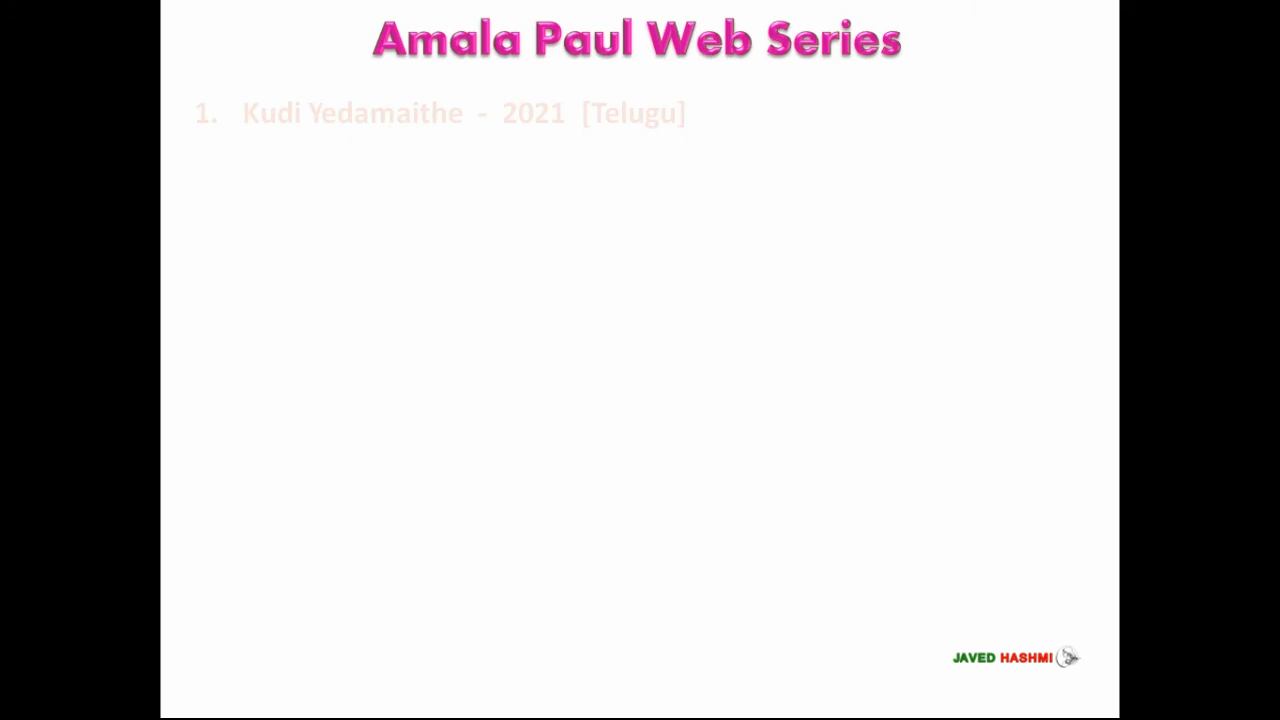 Amala Paul Web Series
1. Kudi Yedamaithe - 2021 [Telugu]
JAVED HASHMI